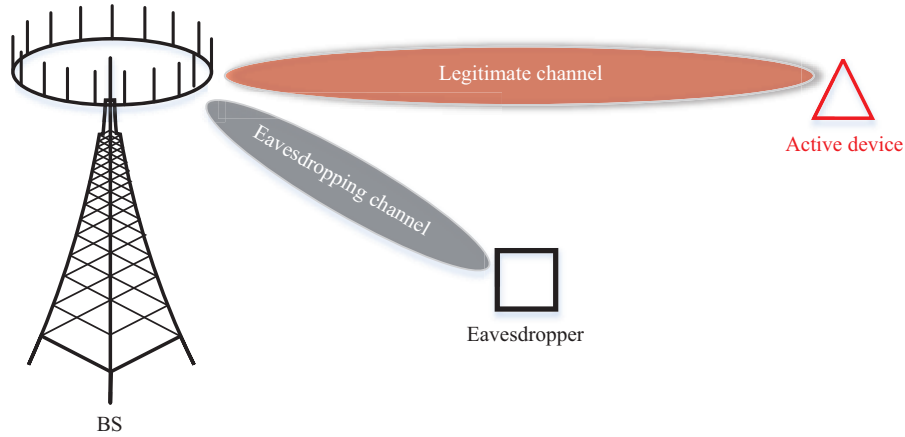 Legitimate channel
Active device
Eavesdropping channel
Eavesdropper
BS